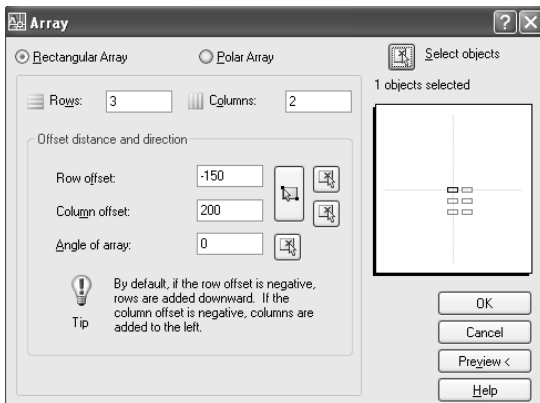 Array
Rectangular Array
Polar Array
Select objects
1 objects selected
Rows: 3
Columns: 2
Offset distance and direction
Row offset: -150
Column offset: 200
Angle of array: 0
Tip
By default, if the row offset is negative,
rows are added downward. If the
column offset is negative, columns are
added to the left.
OK
Cancel
Preview <
Help